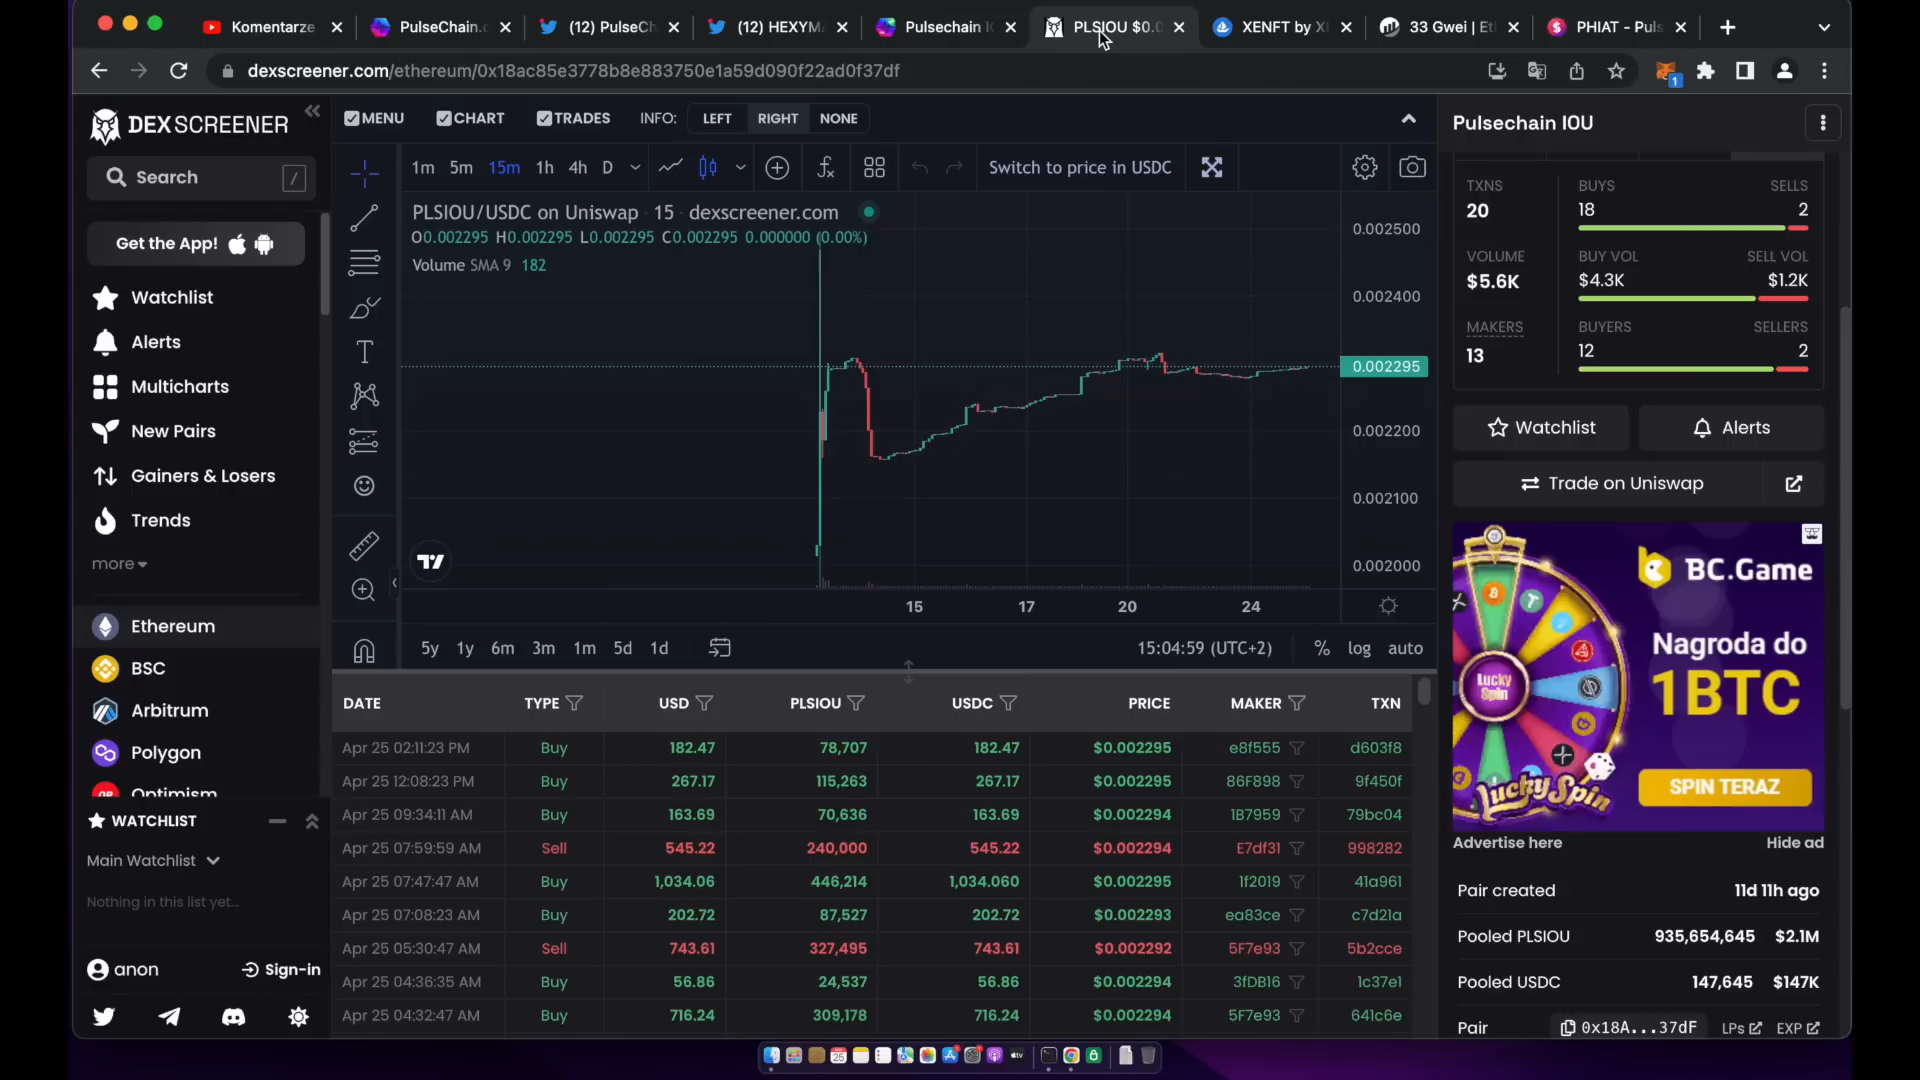 Komentarze
PulseChain.c
(12) PulseCh
(12) HEXYMA
Pulsechain I
PLSIOU $0.0
XENFT by X
33 Gwei | Et
PHIAT - Puls
dexscreener.com/ethereum/0x18ac85e3778b8e883750e1a59d090f22ad0f37df
1
DEX SCREENER
Search /
Get the App!
Watchlist
Alerts
Multicharts
New Pairs
Gainers & Losers
Trends
more
Ethereum
BSC
Arbitrum
Polygon
OP Optimism
WATCHLIST
Main Watchlist
Nothing in this list yet...
anon Sign-in
MENU CHART TRADES INFO: LEFT RIGHT NONE
1m 5m 15m 1h 4h D Switch to price in USDC
PLSIOU/USDC on Uniswap · 15 · dexscreener.com
O0.002295 H0.002295 L0.002295 C0.002295 0.000000 (0.00%)
Volume SMA 9 182
0.002500
0.002400
0.002295
0.002200
0.002100
0.002000
15 17 20 24
5y 1y 6m 3m 1m 5d 1d 15:04:59 (UTC+2) % log auto
DATE TYPE USD PLSIOU USDC PRICE MAKER TXN
Apr 25 02:11:23 PM Buy 182.47 78,707 182.47 $0.002295 e8f555 d603f8
Apr 25 12:08:23 PM Buy 267.17 115,263 267.17 $0.002295 86F898 9f450f
Apr 25 09:34:11 AM Buy 163.69 70,636 163.69 $0.002294 1B7959 79bc04
Apr 25 07:59:59 AM Sell 545.22 240,000 545.22 $0.002294 E7df31 998282
Apr 25 07:47:47 AM Buy 1,034.06 446,214 1,034.060 $0.002295 1f2019 41a961
Apr 25 07:08:23 AM Buy 202.72 87,527 202.72 $0.002293 ea83ce c7d21a
Apr 25 05:30:47 AM Sell 743.61 327,495 743.61 $0.002292 5F7e93 5b2cce
Apr 25 04:36:35 AM Buy 56.86 24,537 56.86 $0.002294 3fDB16 1c37e1
Apr 25 04:32:47 AM Buy 716.24 309,178 716.24 $0.002294 5F7e93 641c6e
Pulsechain IOU
TXNS BUYS SELLS
20 18 2
VOLUME BUY VOL SELL VOL
$5.6K $4.3K $1.2K
MAKERS BUYERS SELLERS
13 12 2
Watchlist Alerts
Trade on Uniswap
BC.Game
Nagroda do
1BTC
Lucky Spin
Lucky Spin
SPIN TERAZ
Advertise here Hide ad
Pair created 11d 11h ago
Pooled PLSIOU 935,654,645 $2.1M
Pooled USDC 147,645 $147K
Pair 0x18A...37dF LPs EXP
25
tv